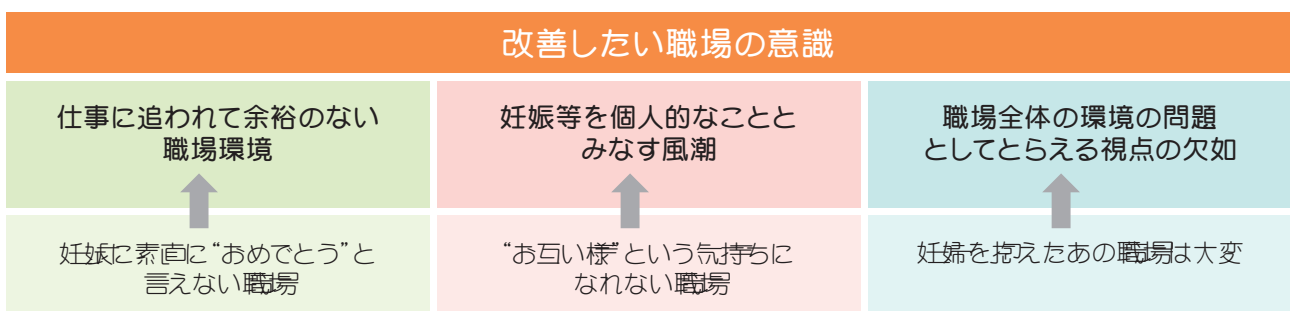 改善したい職場の意識
仕事に追われて余裕のない
職場環境
妊娠等を個人的なことと
みなす風潮
職場全体の環境の問題
としてとらえる視点の欠如
妊娠に素直に“おめでとう”と
言えない職場
“お互い様”という気持ちに
なれない職場
妊婦を抱えたあの職場は大変